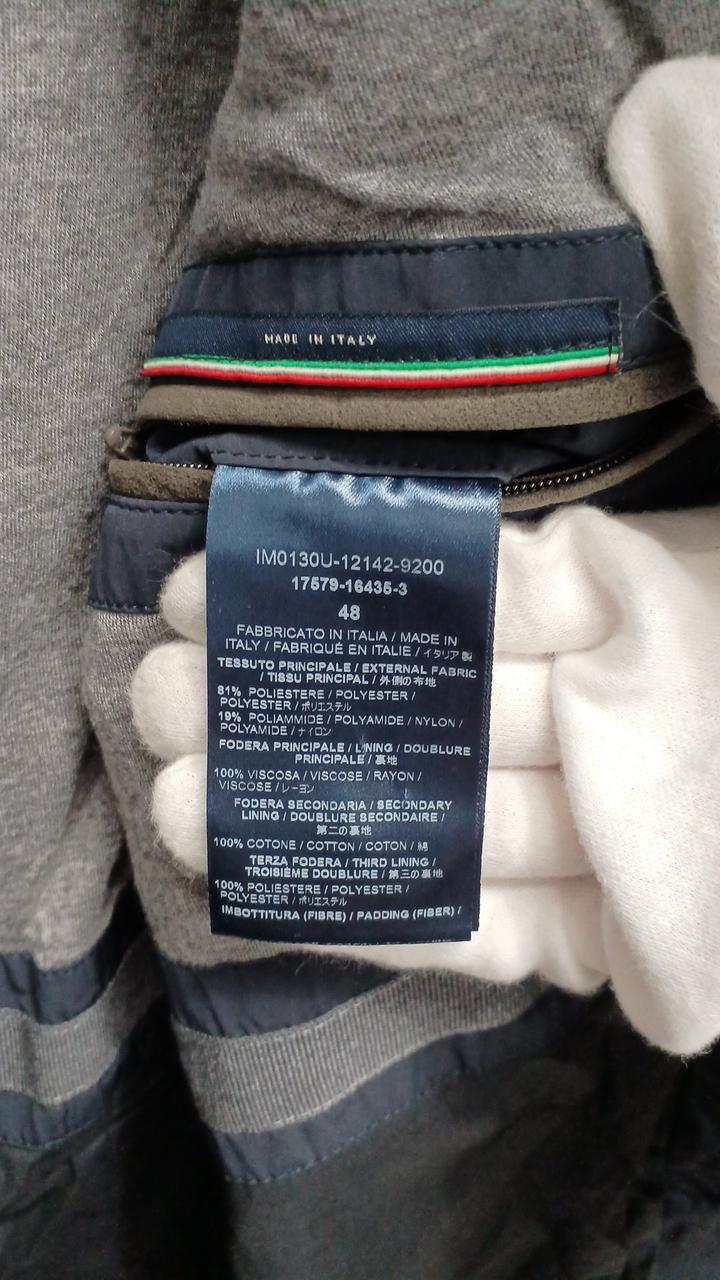 MADE IN ITALY
IM0130U-12142-9200
17579-16435-3
48
FABBRICATO IN ITALIA / MADE IN
ITALY / FABRIQUÉ EN ITALIE / イタリア製
TESSUTO PRINCIPALE / EXTERNAL FABRIC
/ TISSU PRINCIPAL / 外側の布地
81% POLIESTERE / POLYESTER /
POLYESTER / ポリエステル
19% POLIAMMIDE / POLYAMIDE / NYLON /
POLYAMIDE / ナイロン
FODERA PRINCIPALE / LINING / DOUBLURE
PRINCIPALE / 裏地
100% VISCOSA / VISCOSE / RAYON /
VISCOSE / レーヨン
FODERA SECONDARIA / SECONDARY
LINING / DOUBLURE SECONDAIRE /
第二の裏地
100% COTONE / COTTON / COTON / 綿
TERZA FODERA / THIRD LINING /
TROISIÈME DOUBLURE / 第三の裏地
100% POLIESTERE / POLYESTER /
POLYESTER / ポリエステル
IMBOTTITURA (FIBRE) / PADDING (FIBER) /